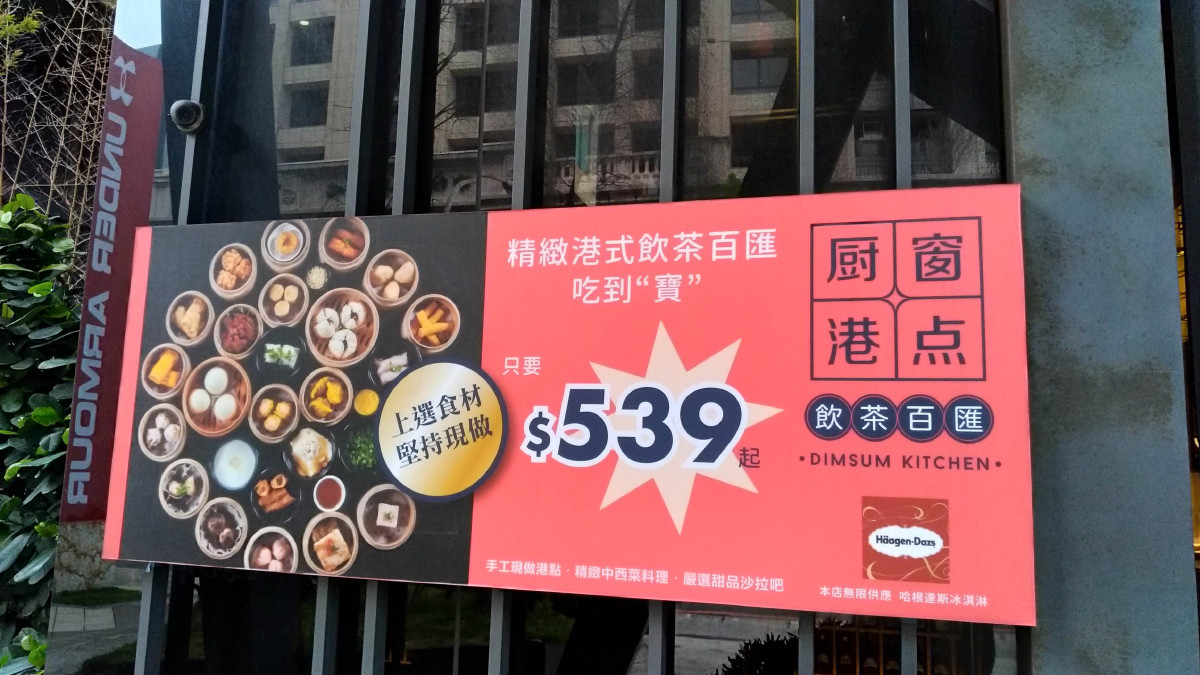 UNDER ARMOUR
精緻港式飲茶百匯
吃到“寶”
只要
$539起
上選食材
堅持現做
手工現做港點．精緻中西菜料理．嚴選甜品沙拉吧
厨窗
港点
飲茶百匯
•DIMSUM KITCHEN•
Häagen-Dazs
本店無限供應 哈根達斯冰淇淋